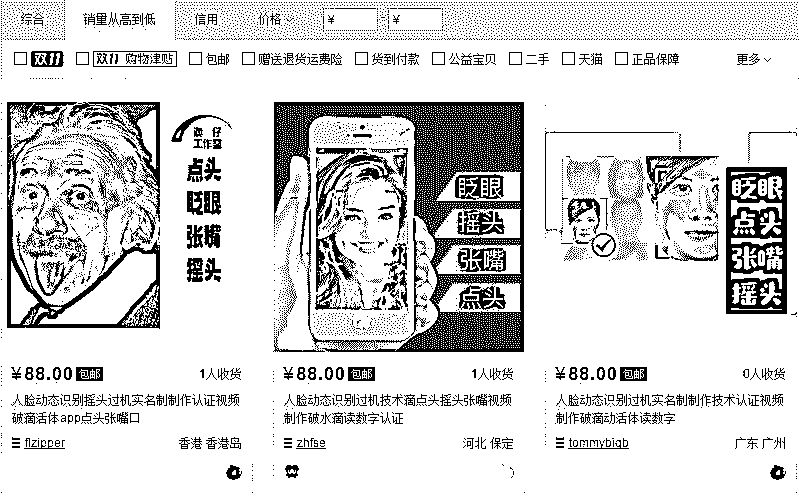 综合 销量从高到低 信用 价格 ¥ ¥
双11 双11 购物津贴 包邮 赠送退货运费险 货到付款 公益宝贝 二手 天猫 正品保障 更多
工作室
点头
眨眼
张嘴
摇头
眨眼
摇头
张嘴
点头
眨眼
点头
张嘴
摇头
¥88.00 包邮 1人收货
人脸动态识别摇头过机实名制制作认证视频
破滴活体app点头张嘴口
flzipper 香港 香港岛
¥88.00 包邮 1人收货
人脸动态识别过机技术滴点头摇头张嘴视频
制作破水滴读数字认证
zhfse 河北 保定
¥88.00 包邮 0人收货
人脸动态识别过机实名制制作技术认证视频
制作破滴动活体读数字
tommybigb 广东 广州